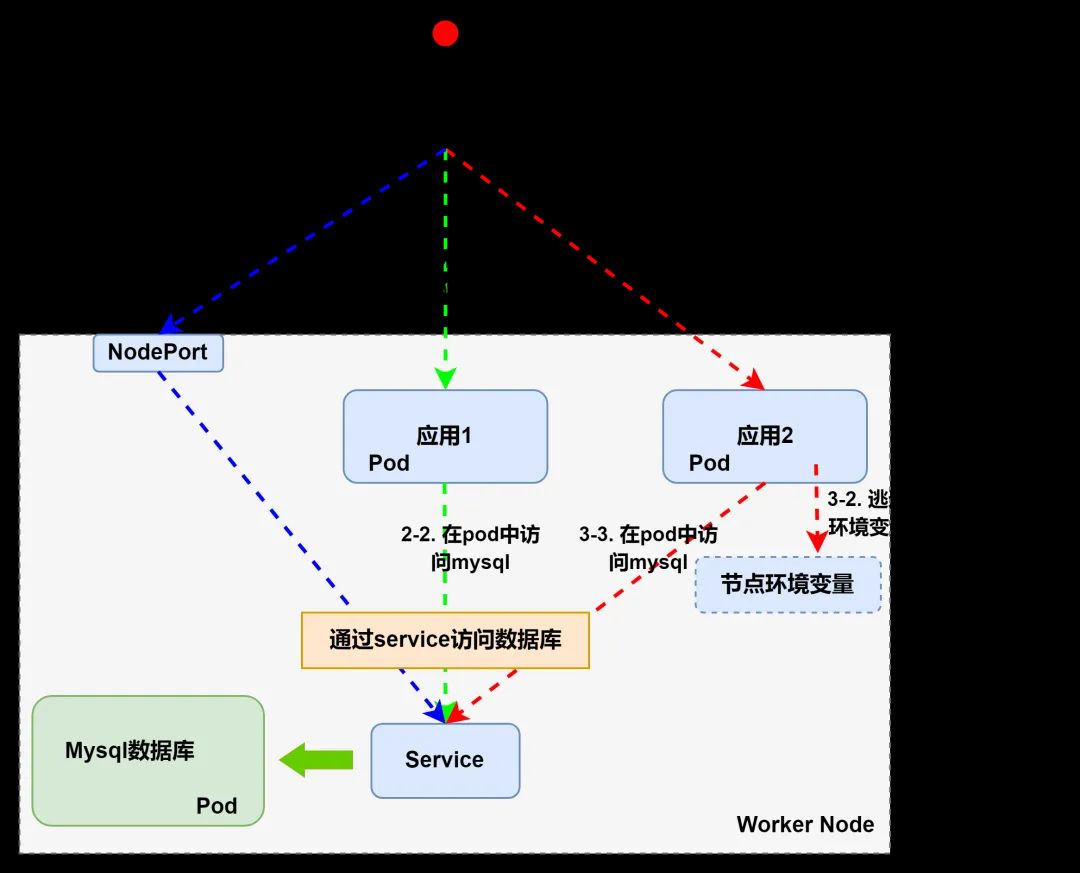 NodePort
应用1
Pod
应用2
Pod
3-2. 逃
环境变
2-2. 在pod中访
问mysql
3-3. 在pod中访
问mysql
节点环境变量
通过service访问数据库
Mysql数据库
Pod
Service
Worker Node